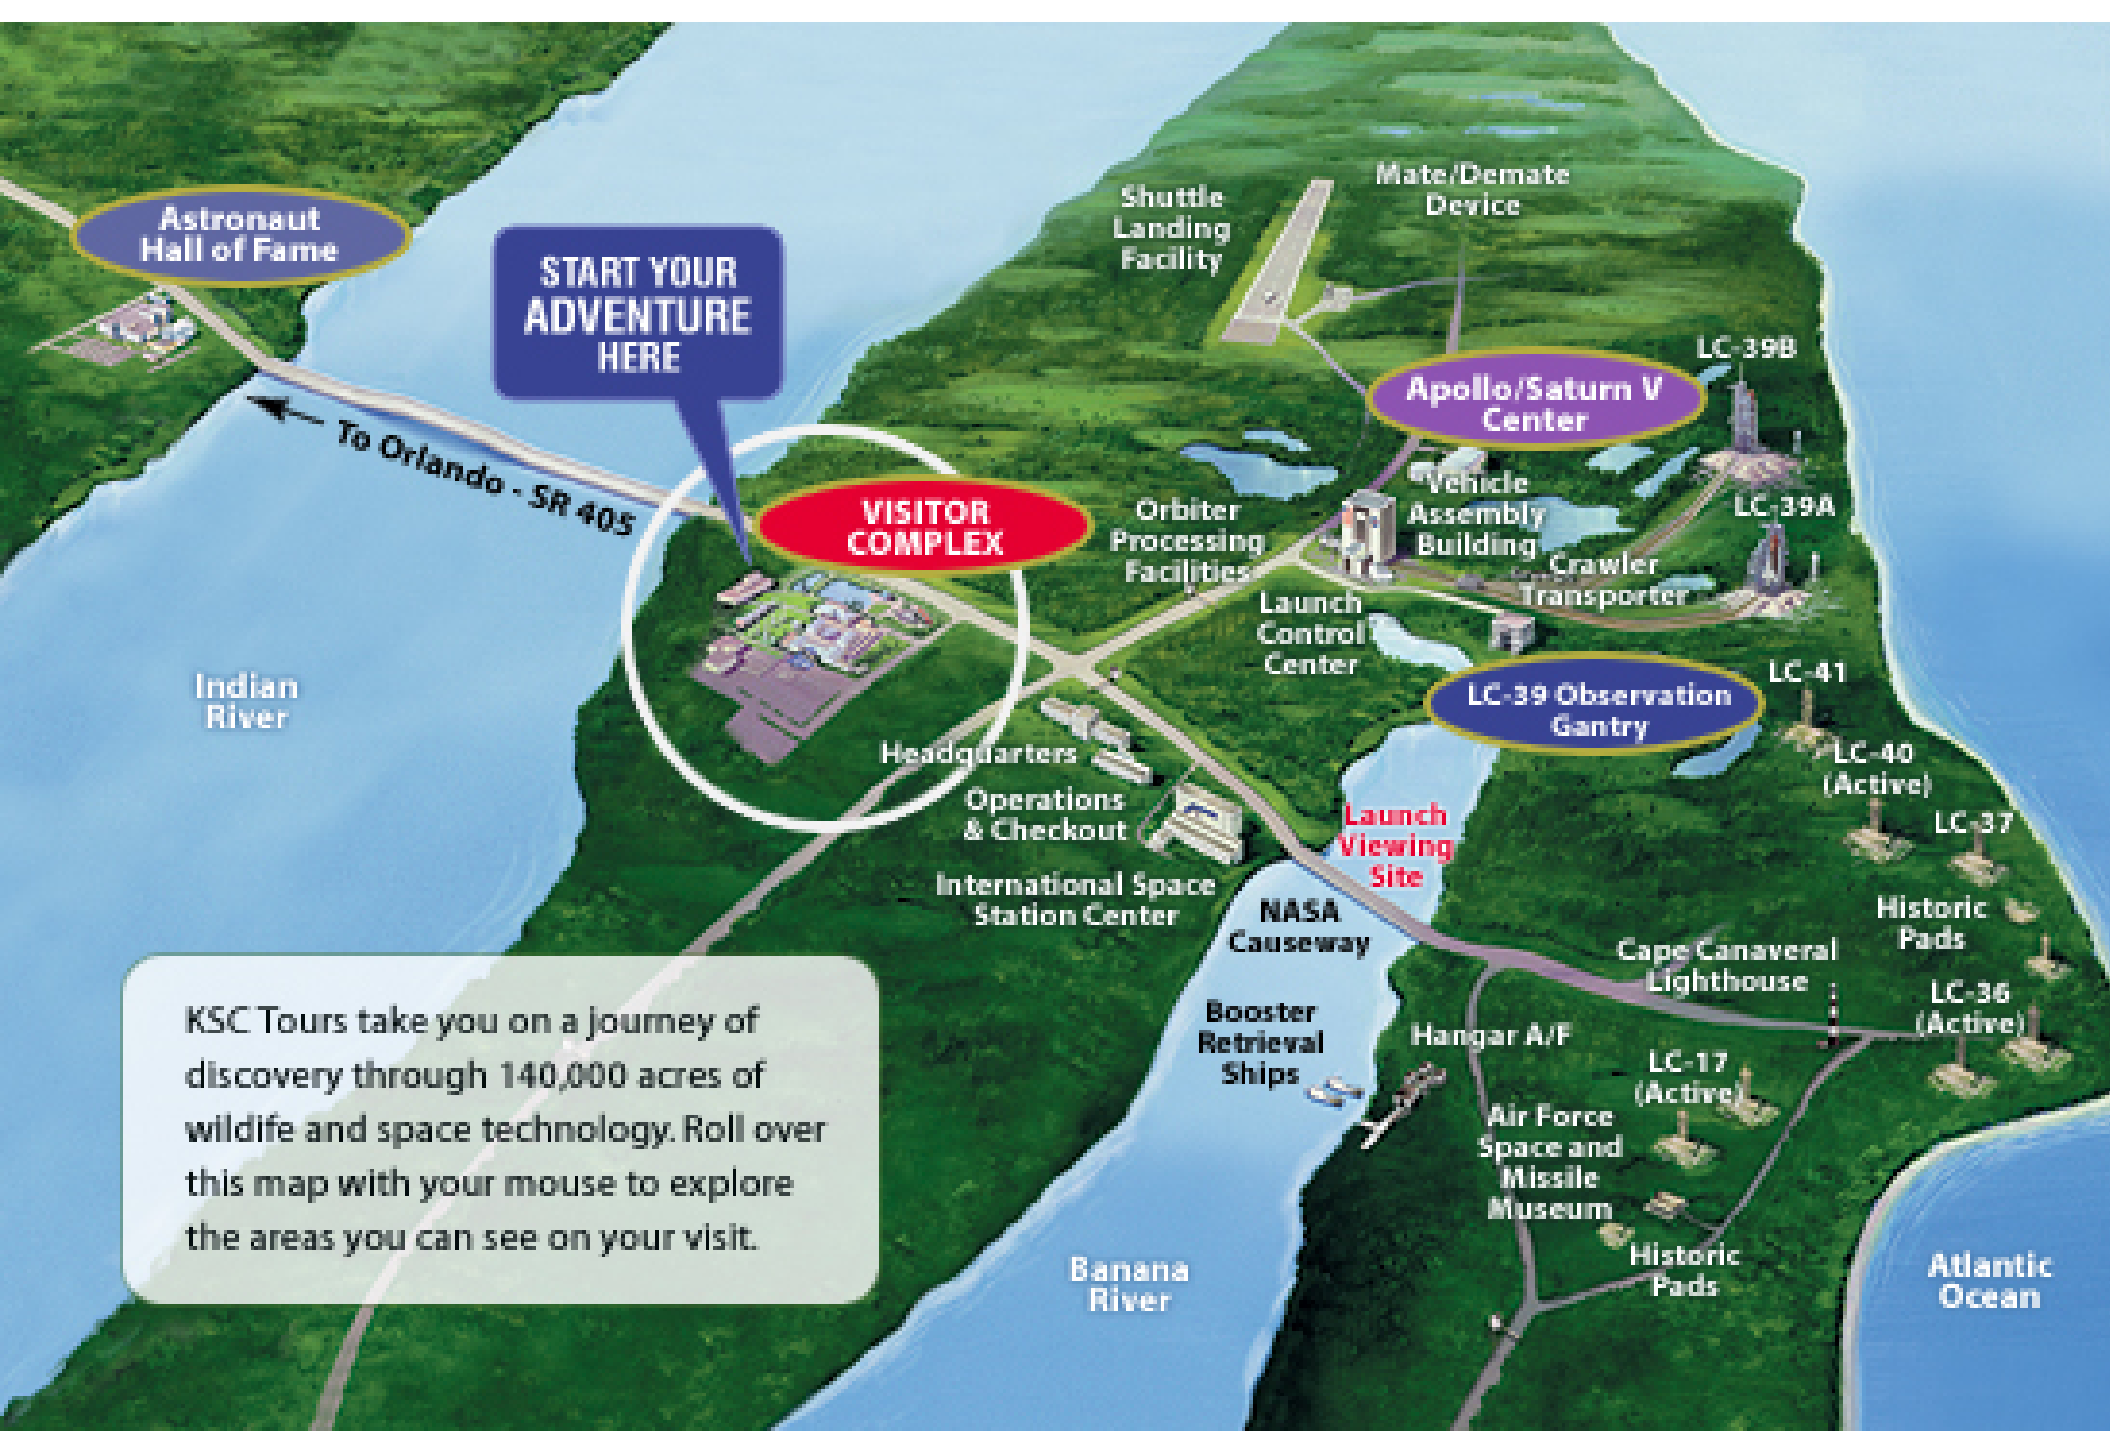 Astronaut
Hall of Fame
START YOUR
ADVENTURE
HERE
To Orlando - SR 405
VISITOR
COMPLEX
Shuttle
Landing
Facility
Mate/Demate
Device
Apollo/Saturn V
Center
LC-39B
LC-39A
Vehicle
Assembly
Building
Orbiter
Processing
Facilities
Crawler
Transporter
Launch
Control
Center
LC-39 Observation
Gantry
LC-41
LC-40
(Active)
LC-37
Historic
Pads
LC-36
(Active)
Indian
River
Headquarters
Operations
& Checkout
International Space
Station Center
Launch
Viewing
Site
NASA
Causeway
Cape Canaveral
Lighthouse
Booster
Retrieval
Ships
Hangar A/F
LC-17
(Active)
Air Force
Space and
Missile
Museum
Historic
Pads
Banana
River
Atlantic
Ocean
KSC Tours take you on a journey of
discovery through 140,000 acres of
wildife and space technology. Roll over
this map with your mouse to explore
the areas you can see on your visit.